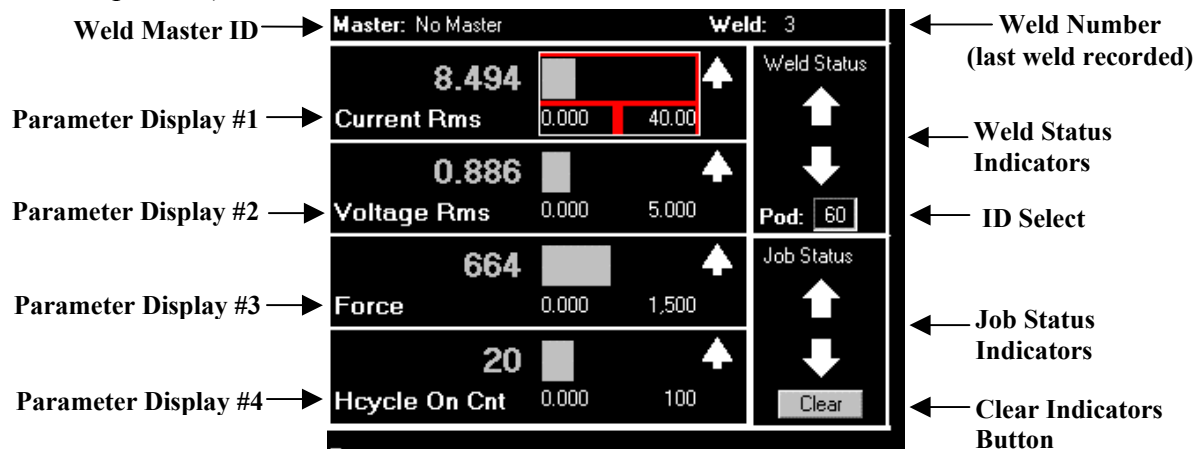 Weld Master ID
Master: No Master
Weld: 3
Weld Number
(last weld recorded)
8.494
Parameter Display #1
Current Rms
0.000
40.00
Weld Status
Weld Status
Indicators
0.886
Parameter Display #2
Voltage Rms
0.000
5.000
Pod: 60
ID Select
664
Parameter Display #3
Force
0.000
1,500
Job Status
Job Status
Indicators
20
Parameter Display #4
Hcycle On Cnt
0.000
100
Clear
Clear Indicators
Button